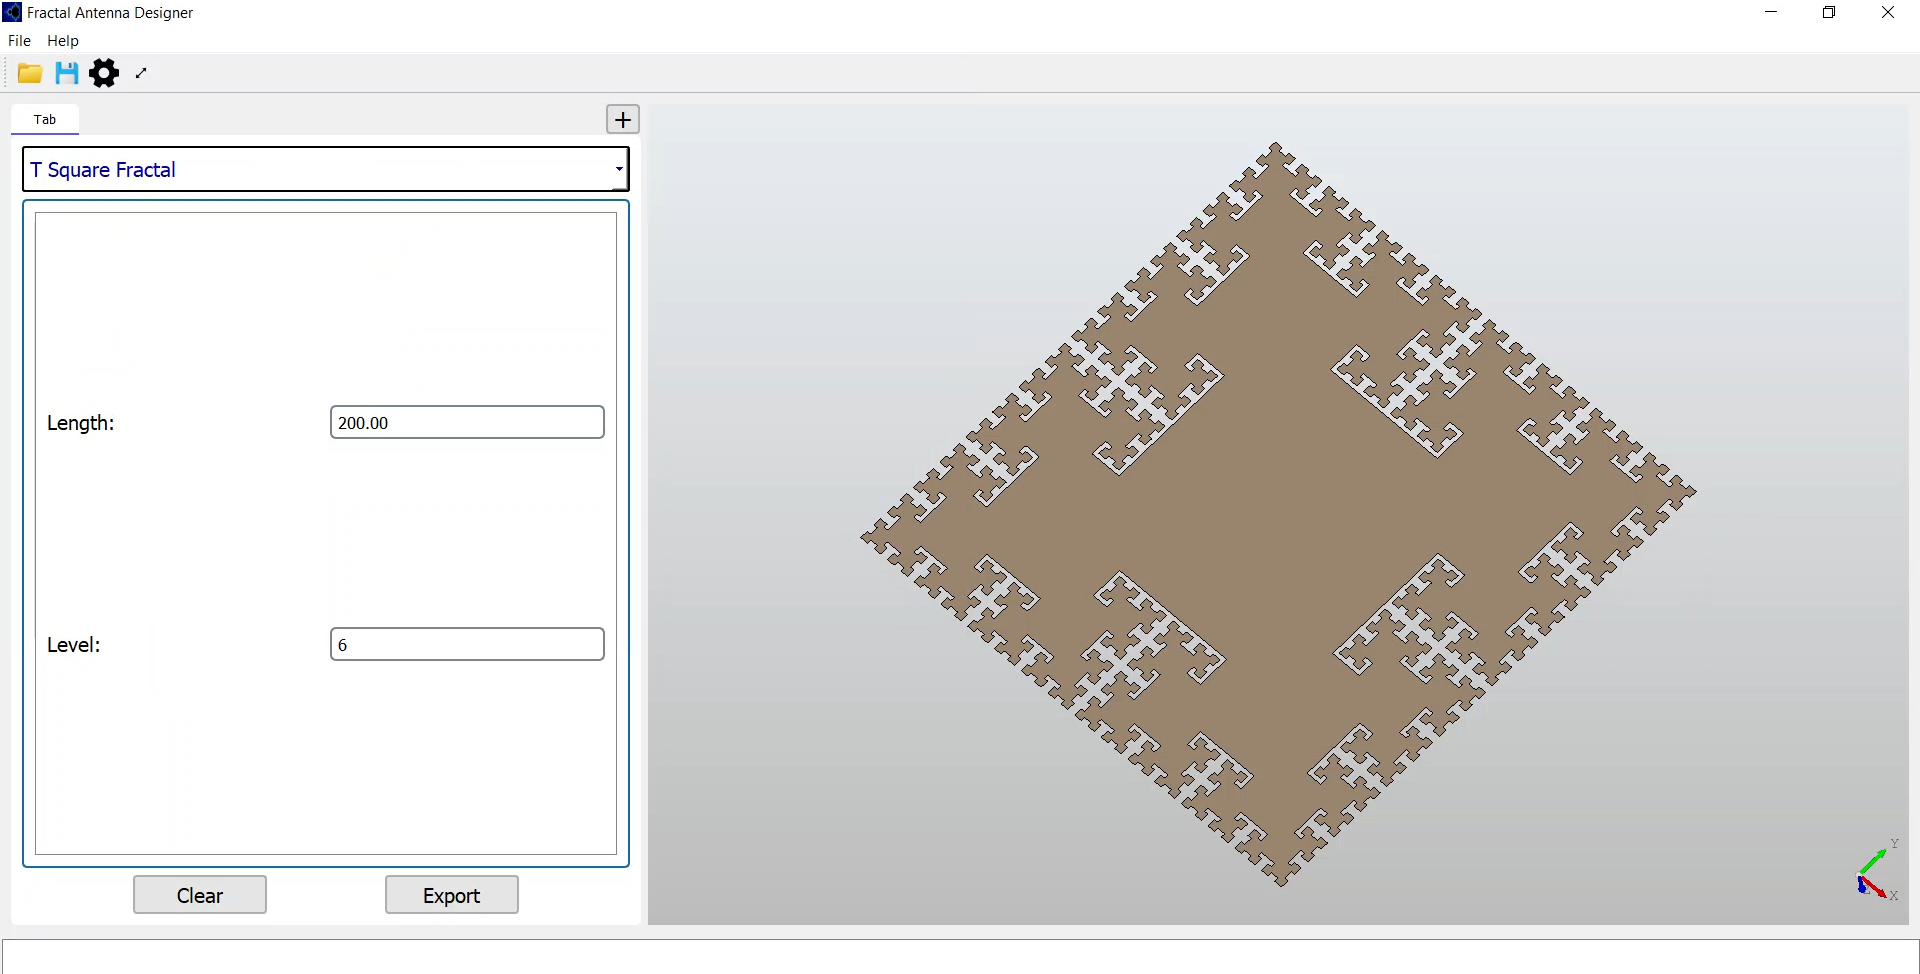 Fractal Antenna Designer
File Help
Tab
T Square Fractal
Length: 200.00
Level: 6
Clear Export
Y
X